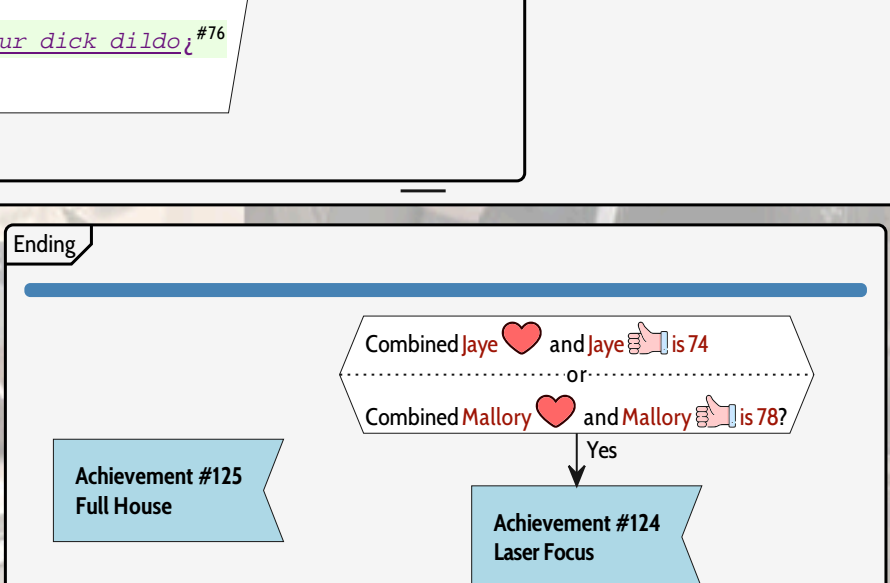 ur dick dildo¿#76
Ending
Combined Jaye and Jaye is 74
or
Combined Mallory and Mallory is 78?
Yes
Achievement #125
Full House
Achievement #124
Laser Focus